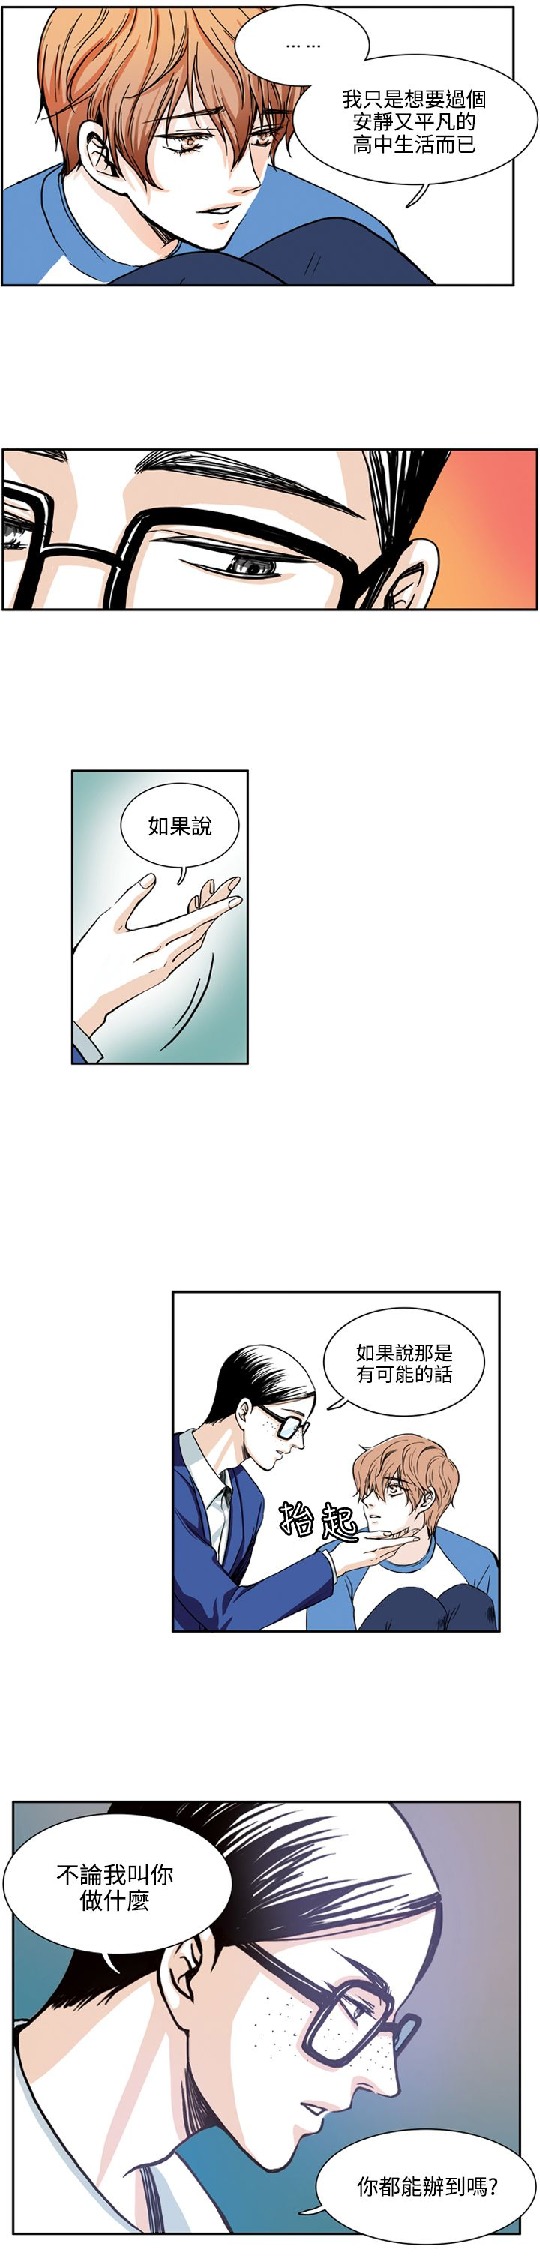 ……
我只是想要過個
安靜又平凡的
高中生活而已
如果說
如果說那是
有可能的話
抬起
不論我叫你
做什麼
你都能辦到嗎?